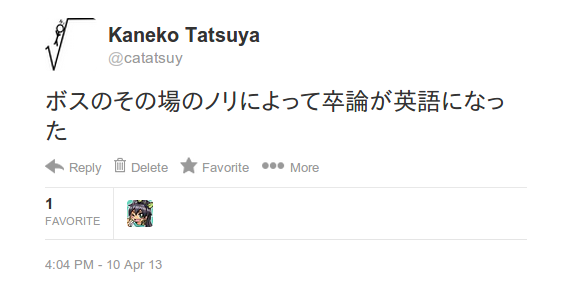 Kaneko Tatsuya
@catatsuy
ボスのその場のノリによって卒論が英語になっ
た
Reply Delete Favorite More
1
FAVORITE
4:04 PM - 10 Apr 13